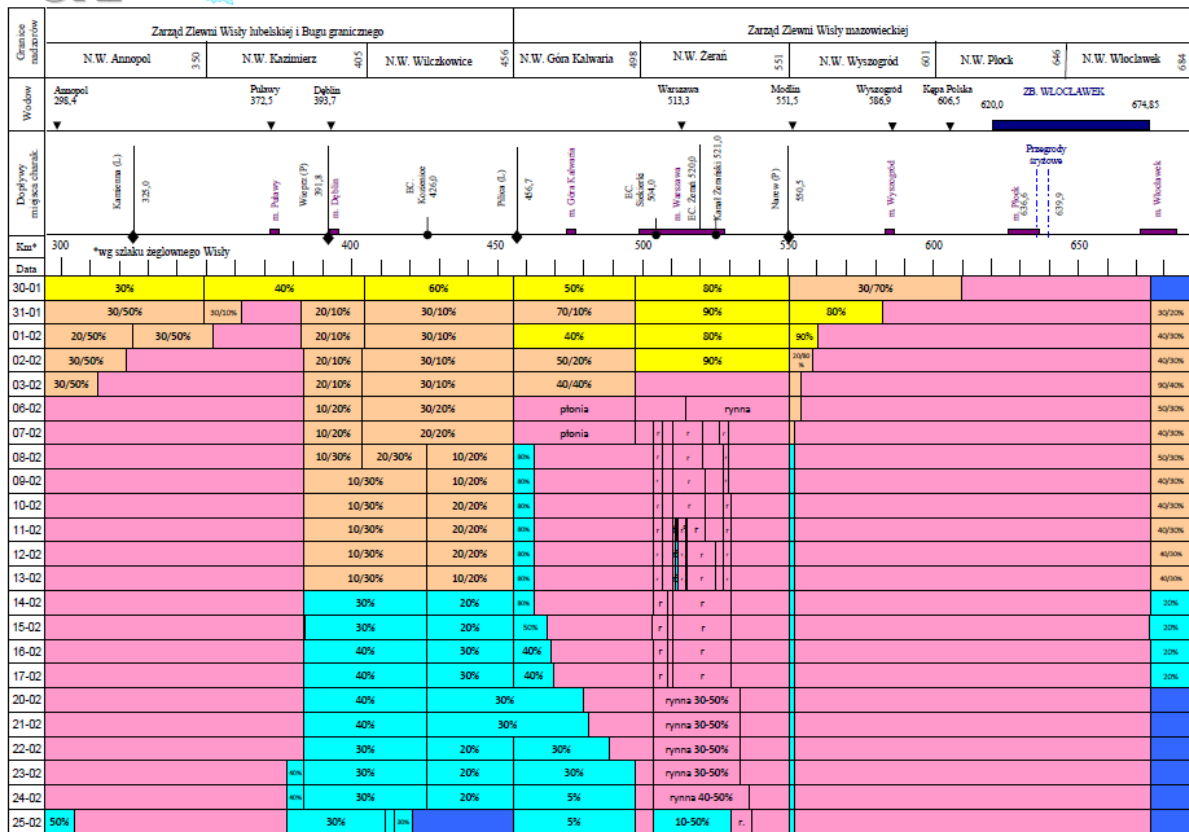 Granice nadzorów
Zarząd Zlewni Wisły lubelskiej i Bugu granicznego
Zarząd Zlewni Wisły mazowieckiej
N.W. Annopol 350 N.W. Kazimierz 405 N.W. Wilczkowice 456 N.W. Góra Kalwaria 498 N.W. Żerań 551 N.W. Wyszogród 601 N.W. Płock 646 N.W. Włocławek 684
Wodow
Annopol Puławy Dęblin Warszawa Modlin Wyszogród Kępa Polska ZB. WŁOCŁAWEK
298,4 372,5 393,7 513,3 551,5 586,9 606,5 620,0 674,85
Dopływy miejsca charak.
Kamienna (L) 325,0
m. Puławy
Wieprz (P) 391,8
m. Dęblin
EC. Kozienice 426,0
Pilica (L) 456,7
m. Góra Kalwaria
EC. Siekierki 504,0
m. Warszawa
EC. Żerań 520,0
Kanał Żerański 521,0
Narew (P) 550,5
m. Wyszogród
Przegrody śryżowe
m. Płock 636,6
639,9
m. Włocławek
Km* 300 *wg szlaku żeglownego Wisły 400 450 500 550 600 650
Data
30-01 30% 40% 60% 50% 80% 30/70%
31-01 30/50% 30/10% 20/10% 30/10% 70/10% 90% 80% 30/20%
01-02 20/50% 30/50% 20/10% 30/10% 40% 80% 90% 40/30%
02-02 30/50% 20/10% 30/10% 50/20% 90% 20/80% 40/30%
03-02 30/50% 20/10% 30/10% 40/40% 90/40%
06-02 10/20% 30/20% płonia rynna 50/30%
07-02 10/20% 20/20% płonia r r r 40/30%
08-02 10/30% 20/30% 10/20% 80% r r r 50/30%
09-02 10/30% 10/20% 80% r r r 40/30%
10-02 10/30% 20/20% 80% r r r 40/30%
11-02 10/30% 20/20% 80% r r r r 40/30%
12-02 10/30% 20/20% 80% r r r r 40/30%
13-02 10/30% 10/20% 80% r r r r 40/30%
14-02 30% 20% 80% r r 20%
15-02 30% 20% 50% r r 20%
16-02 40% 30% 40% r r 20%
17-02 40% 30% 40% r r 20%
20-02 40% 30% rynna 30-50%
21-02 40% 30% rynna 30-50%
22-02 30% 20% 30% rynna 30-50%
23-02 40% 30% 20% 30% rynna 30-50%
24-02 40% 30% 20% 5% rynna 40-50%
25-02 50% 30% 30% 5% 10-50% r.